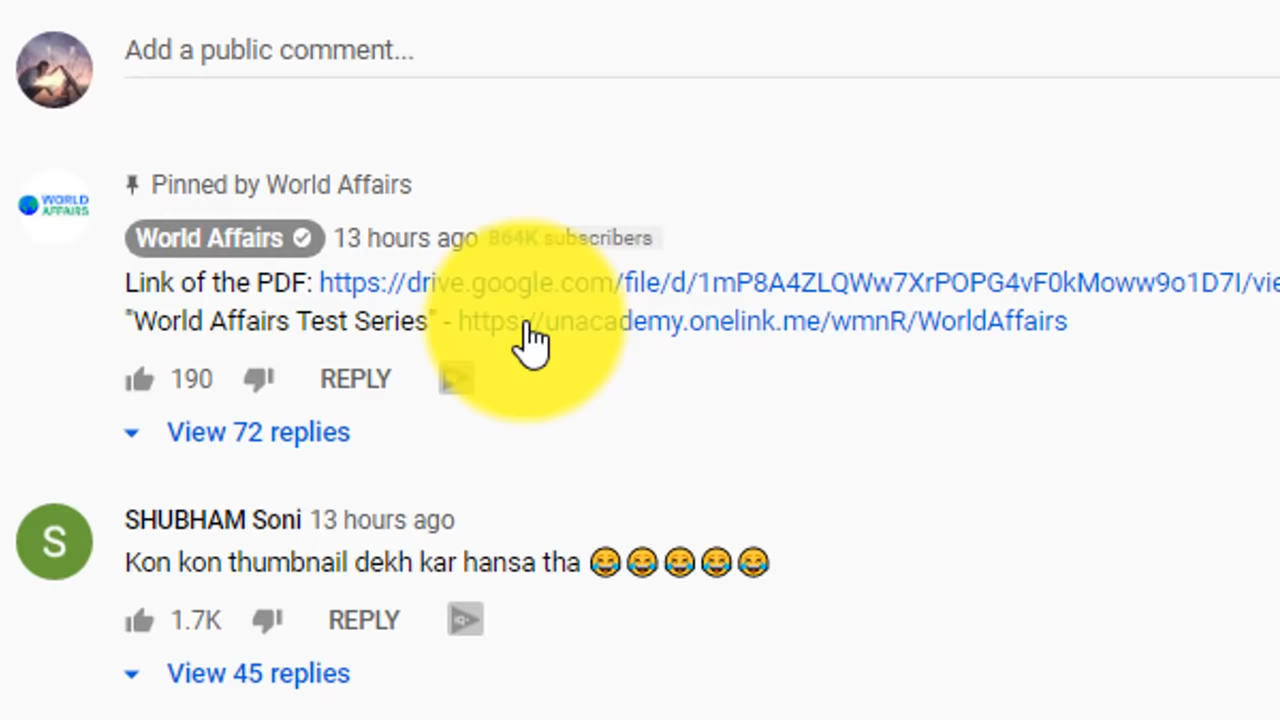 Add a public comment...
Pinned by World Affairs
WORLD
AFFAIRS
World Affairs 13 hours ago 864K subscribers
Link of the PDF: https://drive.google.com/file/d/1mP8A4ZLQWw7XrPOPG4vF0kMoww9o1D7I/vie
"World Affairs Test Series" - https://unacademy.onelink.me/wmnR/WorldAffairs
190 REPLY
View 72 replies
S
SHUBHAM Soni 13 hours ago
Kon kon thumbnail dekh kar hansa tha 😂😂😂😂😂
1.7K REPLY
View 45 replies